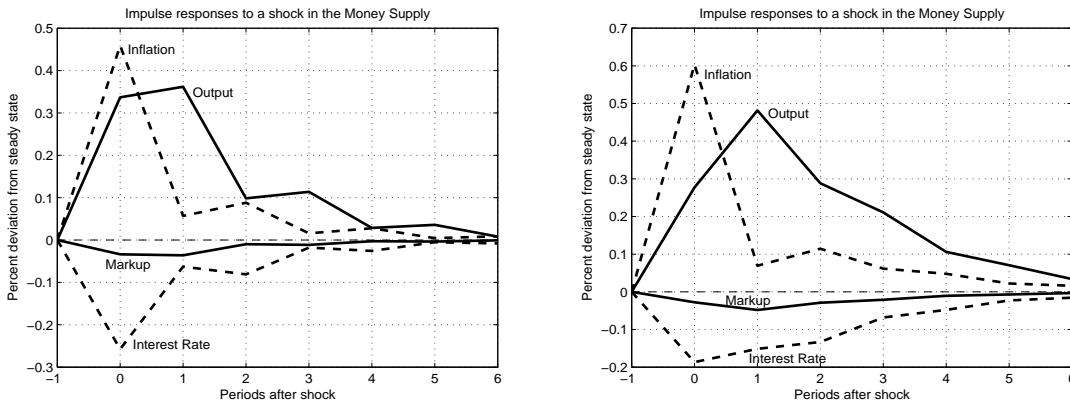 Impulse responses to a shock in the Money Supply
Percent deviation from steady state
0.5
0.4
0.3
0.2
0.1
0
−0.1
−0.2
−0.3
Inflation
Output
Markup
Interest Rate
−1 0 1 2 3 4 5 6
Periods after shock
Impulse responses to a shock in the Money Supply
Percent deviation from steady state
0.7
0.6
0.5
0.4
0.3
0.2
0.1
0
−0.1
−0.2
Inflation
Output
Markup
Interest Rate
−1 0 1 2 3 4 5 6
Periods after shock